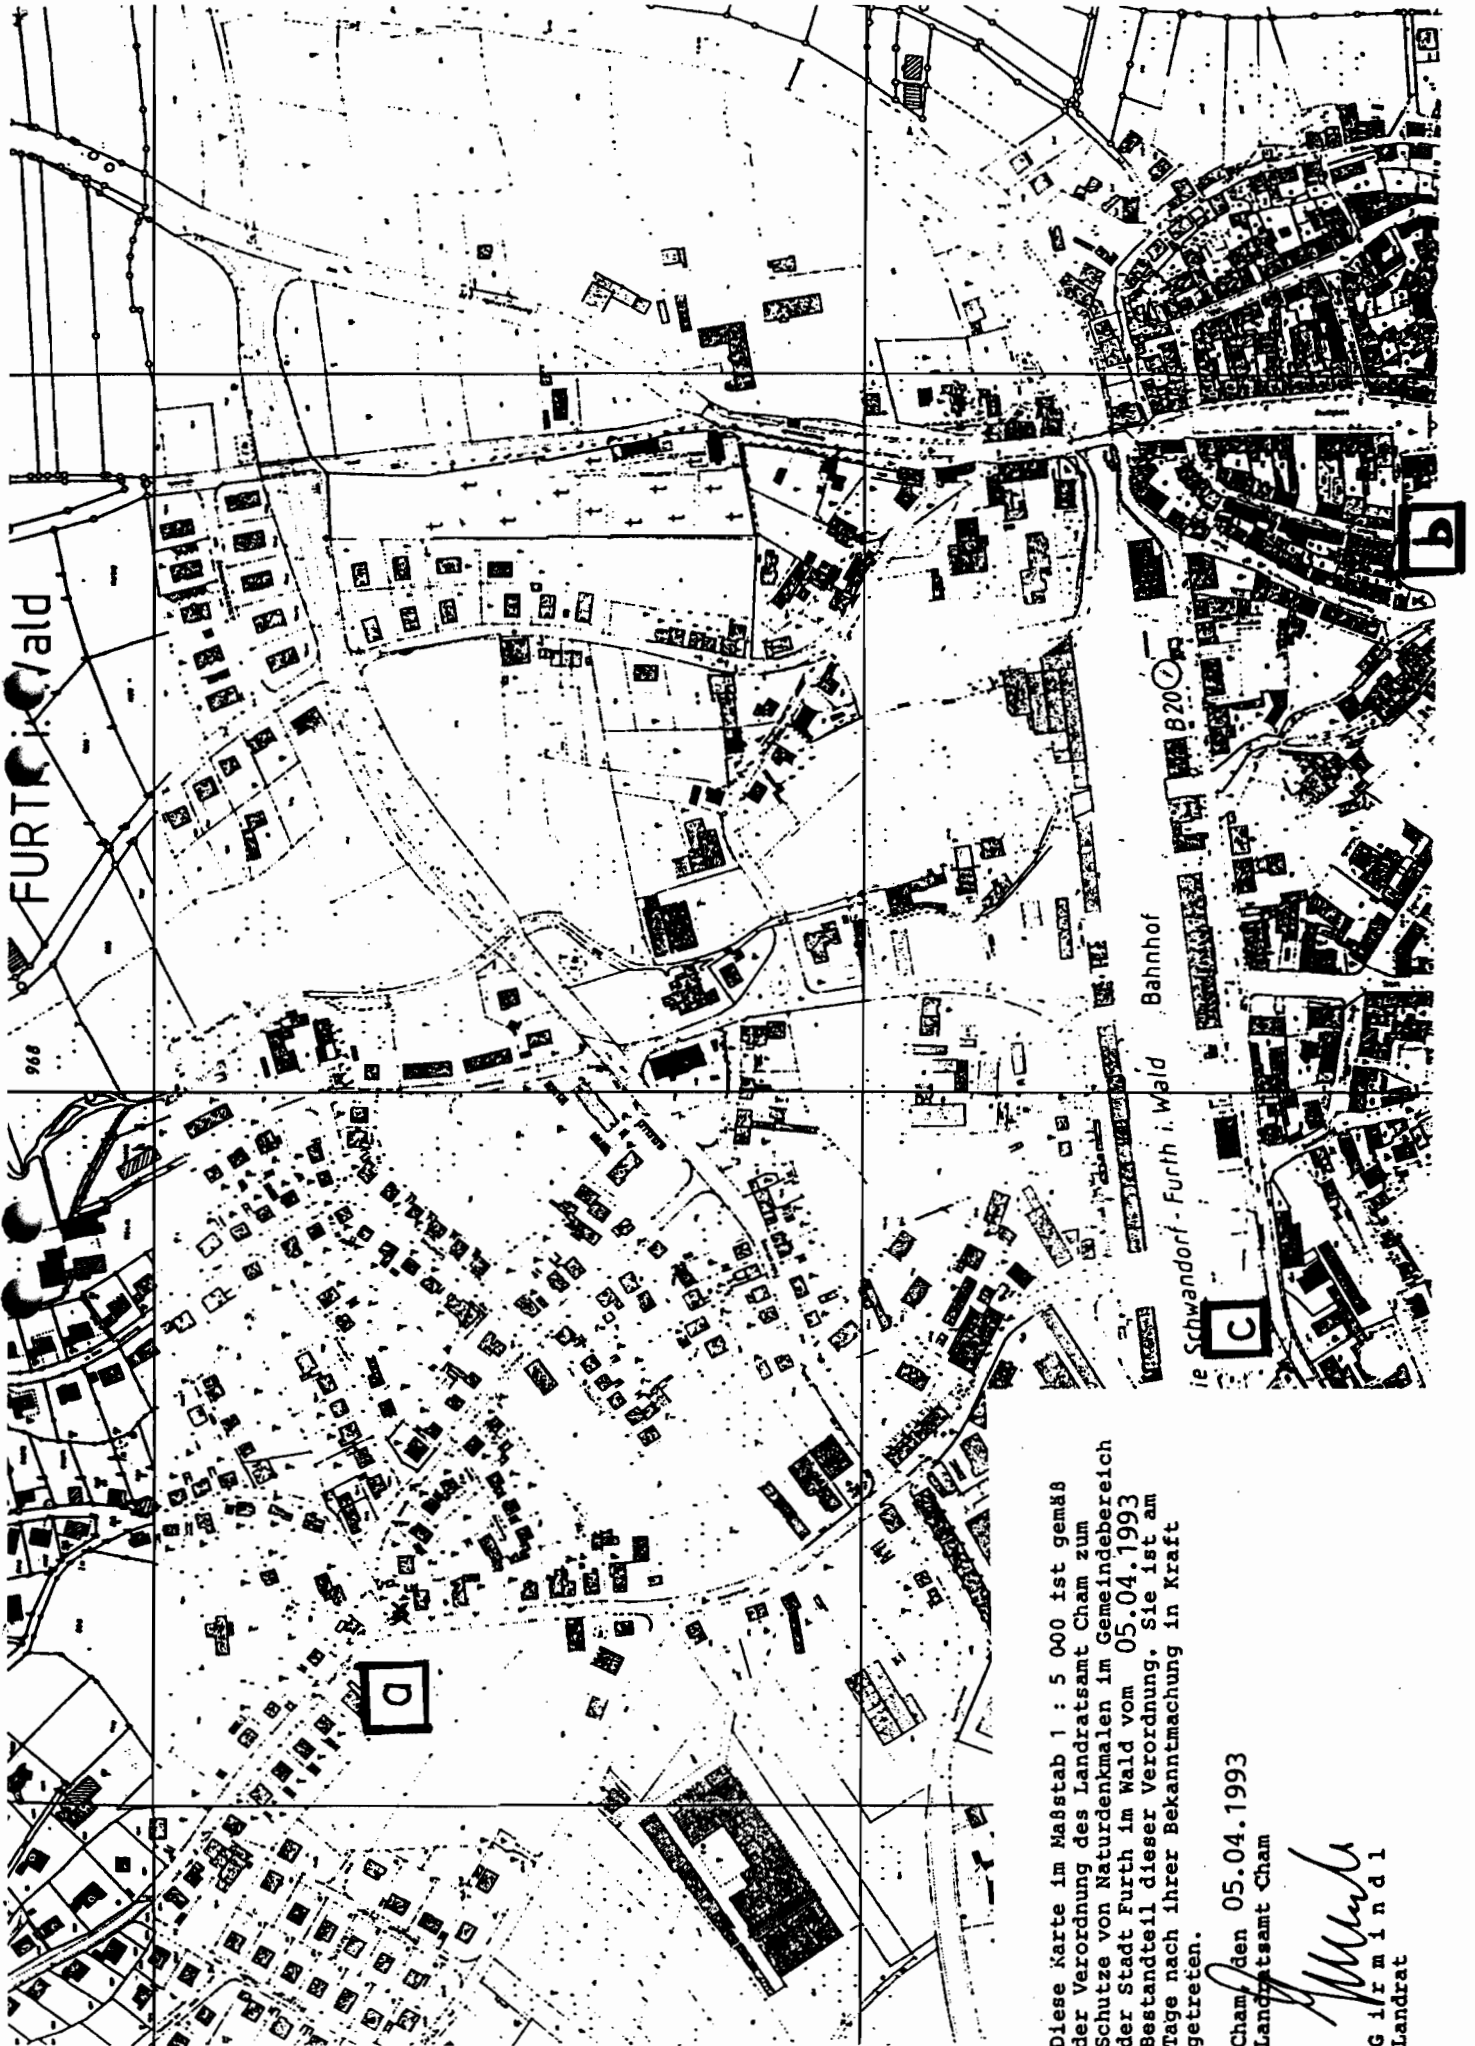 FURTH i. Wald
968
a
b
c
B20
Bahnhof
Schwandorf - Furth i. Wald
Diese Karte im Maßstab 1 : 5 000 ist gemäß
der Verordnung des Landratsamt Cham zum
Schutze von Naturdenkmalen im Gemeindebereich
der Stadt Furth im Wald vom 05.04.1993
Bestandteil dieser Verordnung. Sie ist am
Tage nach ihrer Bekanntmachung in Kraft
getreten.
Cham, den 05.04.1993
Landratsamt Cham
G i r m i n d l
Landrat